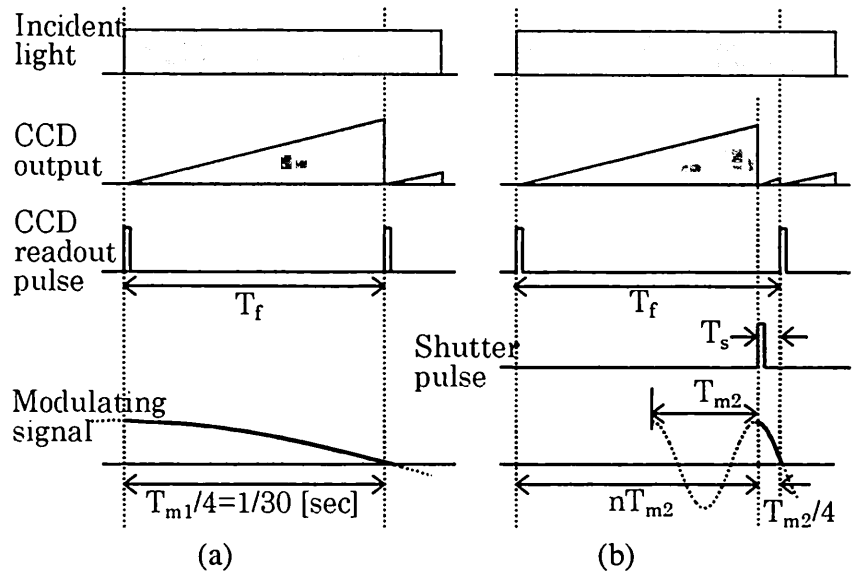 Incident
light
CCD
output
CCD
readout
pulse
T_f
T_f
T_s
Shutter
pulse
T_m2
Modulating
signal
T_m1/4=1/30 [sec]
nT_m2
T_m2/4
(a)
(b)